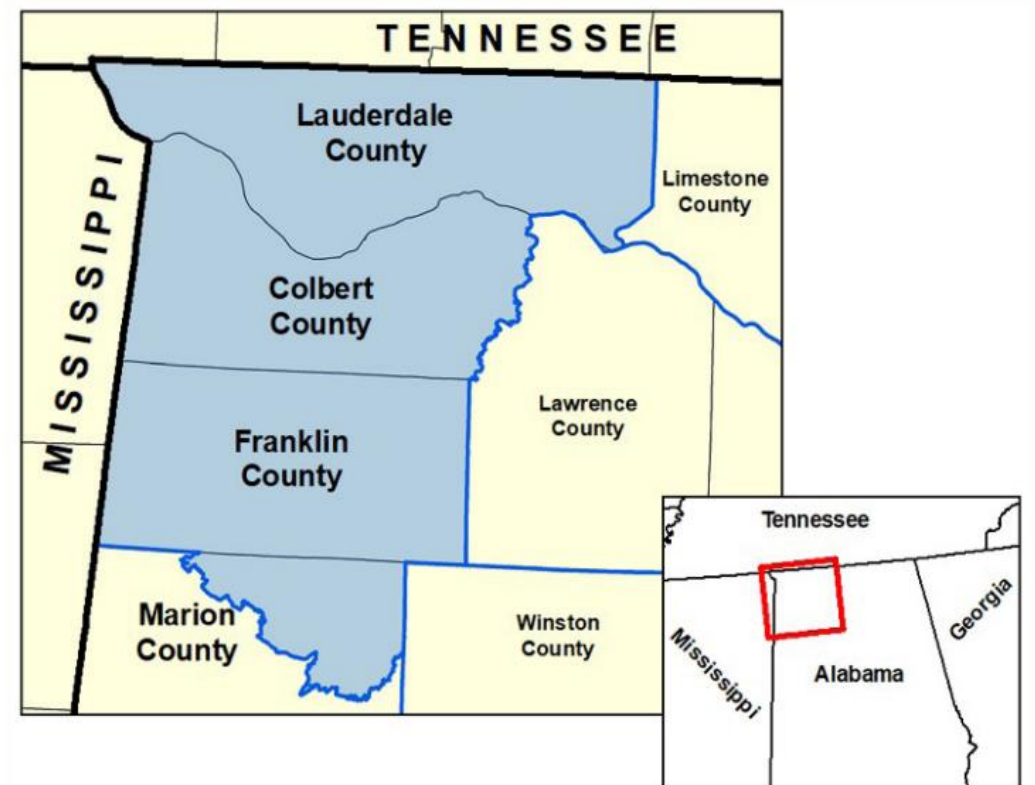 TENNESSEE
Lauderdale
County
Limestone
County
MISSISSIPPI
Colbert
County
Lawrence
County
Franklin
County
Marion
County
Winston
County
Tennessee
Mississippi
Alabama
Georgia